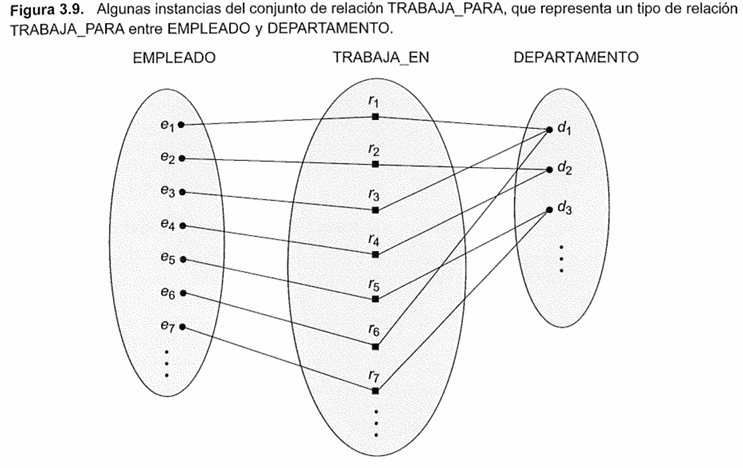 Figura 3.9. Algunas instancias del conjunto de relación TRABAJA_PARA, que representa un tipo de relación
TRABAJA_PARA entre EMPLEADO y DEPARTAMENTO.
EMPLEADO TRABAJA_EN DEPARTAMENTO
e1
e2
e3
e4
e5
e6
e7
r1
r2
r3
r4
r5
r6
r7
d1
d2
d3